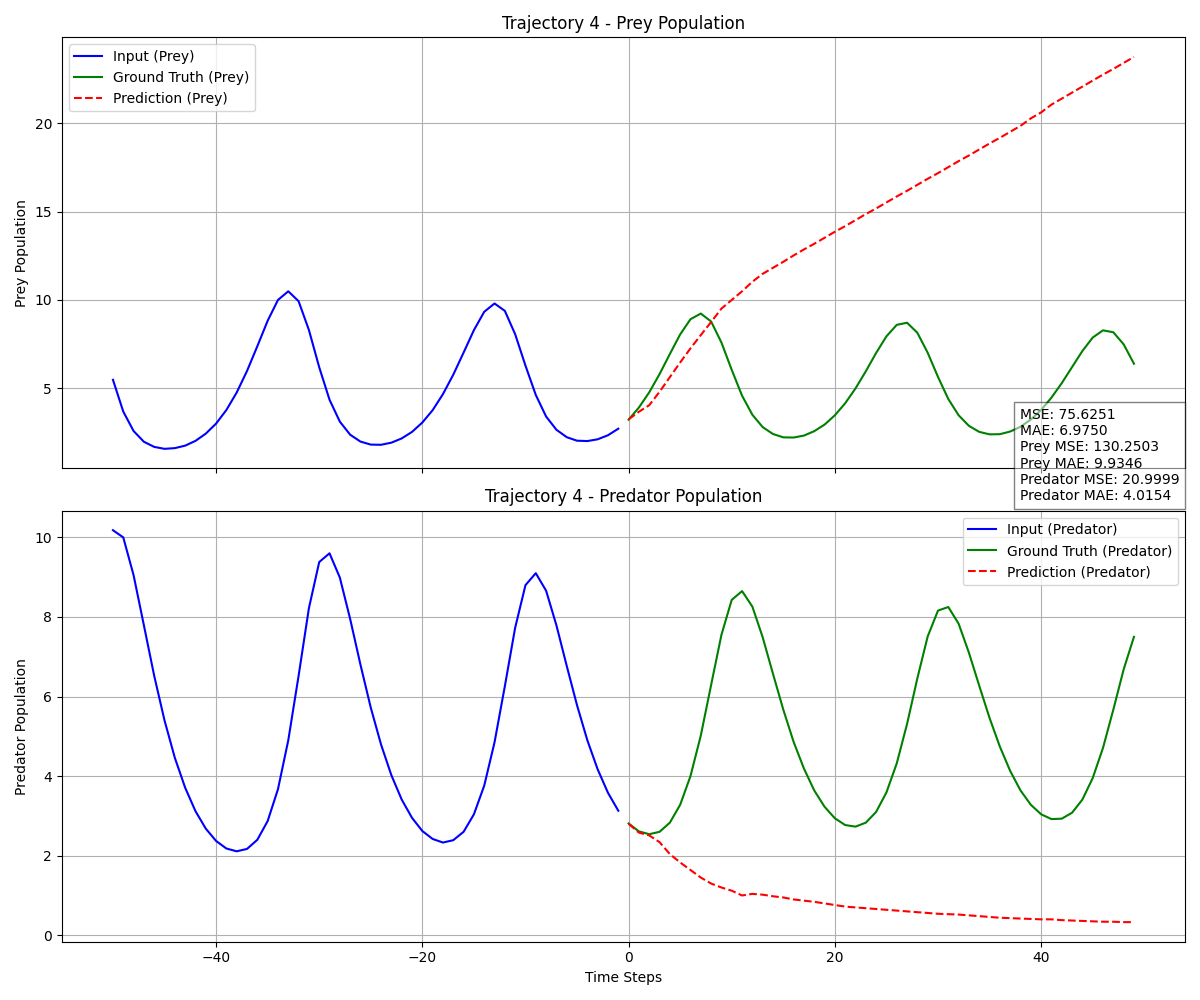 Trajectory 4 - Prey Population
Input (Prey)
Ground Truth (Prey)
Prediction (Prey)
Prey Population
20
15
10
5
MSE: 75.6251
MAE: 6.9750
Prey MSE: 130.2503
Prey MAE: 9.9346
Predator MSE: 20.9999
Predator MAE: 4.0154
Trajectory 4 - Predator Population
Input (Predator)
Ground Truth (Predator)
Prediction (Predator)
Predator Population
10
8
6
4
2
0
−40
−20
0
20
40
Time Steps